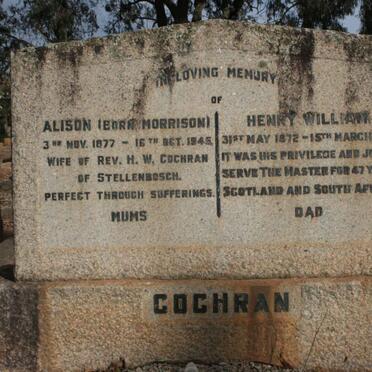 IN LOVING MEMORY
OF
ALISON (BORN MORRISON)
3RD NOV. 1877 - 16TH OCT. 1945.
WIFE OF REV. H. W. COCHRAN
OF STELLENBOSCH.
PERFECT THROUGH SUFFERINGS.
MUMS
HENRY WILLIAM
31ST MAY 1872 - 15TH MARCH
IT WAS HIS PRIVILEGE AND
SERVE THE MASTER FOR 47
SCOTLAND AND SOUTH
DAD
COCHRAN